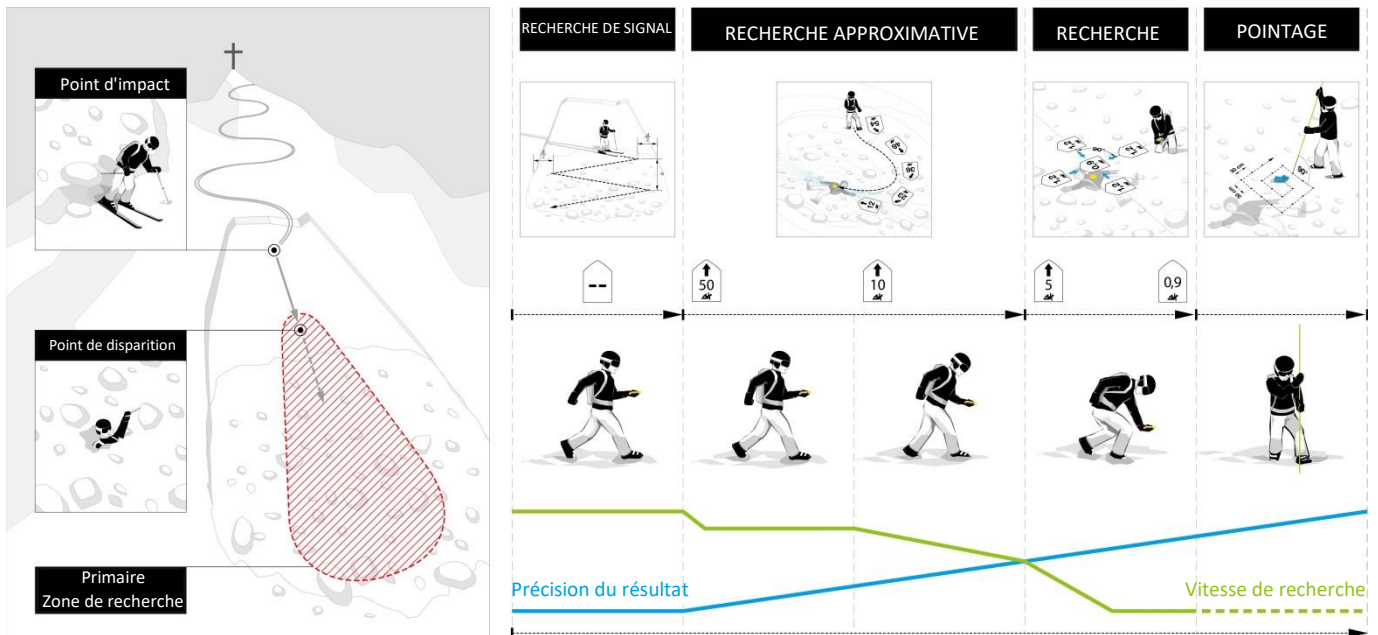 Point d'impact
Point de disparition
Primaire
Zone de recherche
RECHERCHE DE SIGNAL
RECHERCHE APPROXIMATIVE
RECHERCHE
POINTAGE
--
50
10
5
0,9
Précision du résultat
Vitesse de recherche